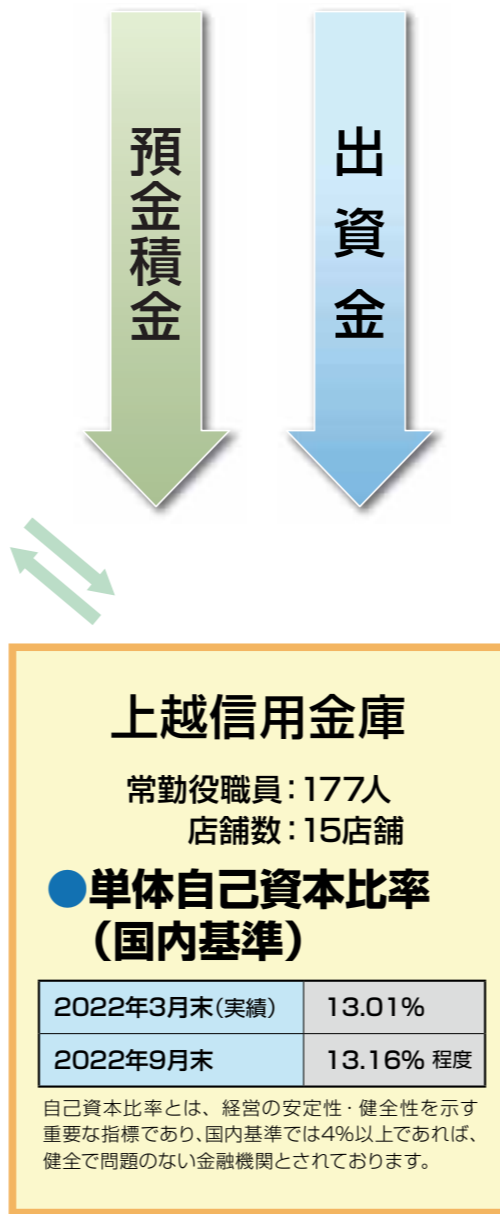 預金積金
出資金
上越信用金庫
常勤役職員：177人
店舗数：15店舗
●単体自己資本比率
（国内基準）
2022年3月末(実績) 13.01%
2022年9月末 13.16% 程度
自己資本比率とは、経営の安定性・健全性を示す
重要な指標であり、国内基準では4％以上であれば、
健全で問題のない金融機関とされております。